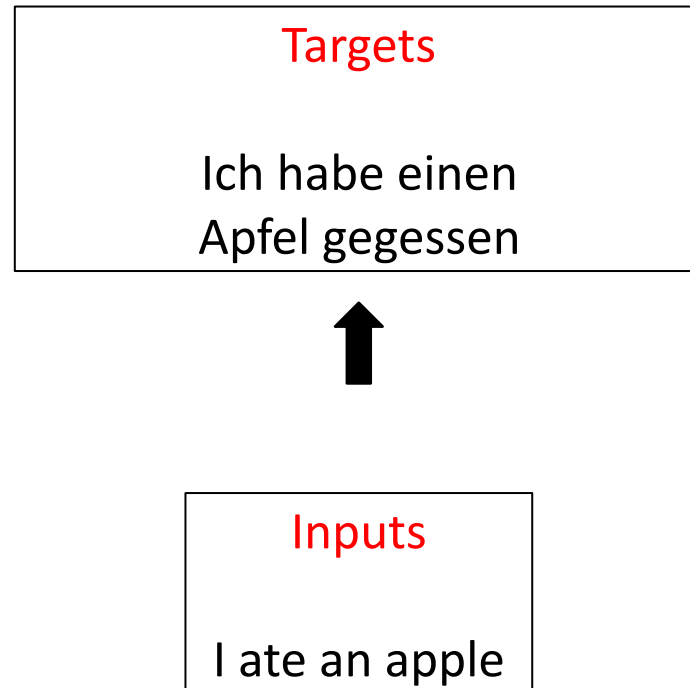 Targets
Ich habe einen
Apfel gegessen
Inputs
I ate an apple